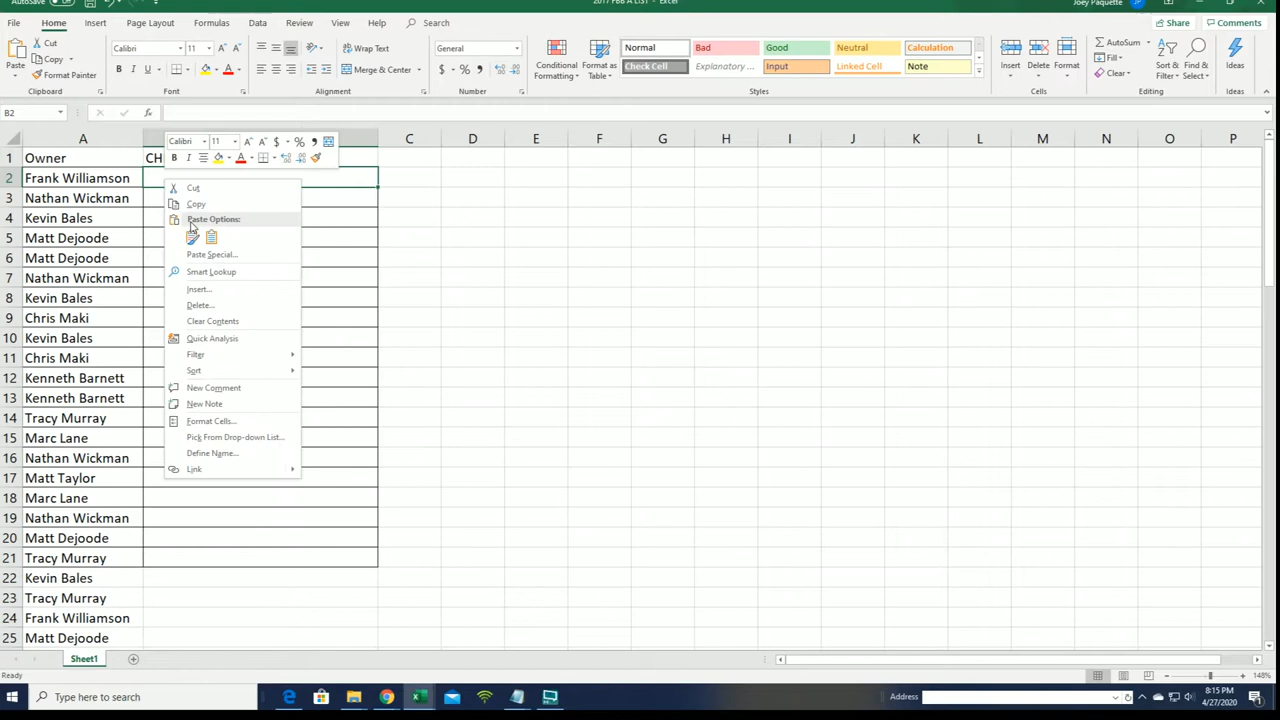 AutoSave
2017 FBB A LIST - Excel
Joey Paquette
JP
File Home Insert Page Layout Formulas Data Review View Help Search
Share Comments
Paste
Cut
Copy
Format Painter
Clipboard
Calibri 11 A A
B I U A
Font
Wrap Text
Merge & Center
Alignment
General
$ % ,
Number
Conditional Formatting
Format as Table
Normal Bad Good Neutral Calculation
Check Cell Explanatory ... Input Linked Cell Note
Styles
Insert Delete Format
Cells
AutoSum
Fill
Clear
Sort & Filter
Find & Select
Editing
Ideas
Ideas
B2 fx
A C D E F G H I J K L M N O P
1 Owner CH
2 Frank Williamson
3 Nathan Wickman
4 Kevin Bales
5 Matt Dejoode
6 Matt Dejoode
7 Nathan Wickman
8 Kevin Bales
9 Chris Maki
10 Kevin Bales
11 Chris Maki
12 Kenneth Barnett
13 Kenneth Barnett
14 Tracy Murray
15 Marc Lane
16 Nathan Wickman
17 Matt Taylor
18 Marc Lane
19 Nathan Wickman
20 Matt Dejoode
21 Tracy Murray
22 Kevin Bales
23 Tracy Murray
24 Frank Williamson
25 Matt Dejoode
Calibri 11 A A $ % ,
B I A
Cut
Copy
Paste Options:
Paste Special...
Smart Lookup
Insert...
Delete...
Clear Contents
Quick Analysis
Filter
Sort
New Comment
New Note
Format Cells...
Pick From Drop-down List...
Define Name...
Link
Sheet1
Ready
148%
Type here to search
Address
8:15 PM
4/27/2020
1